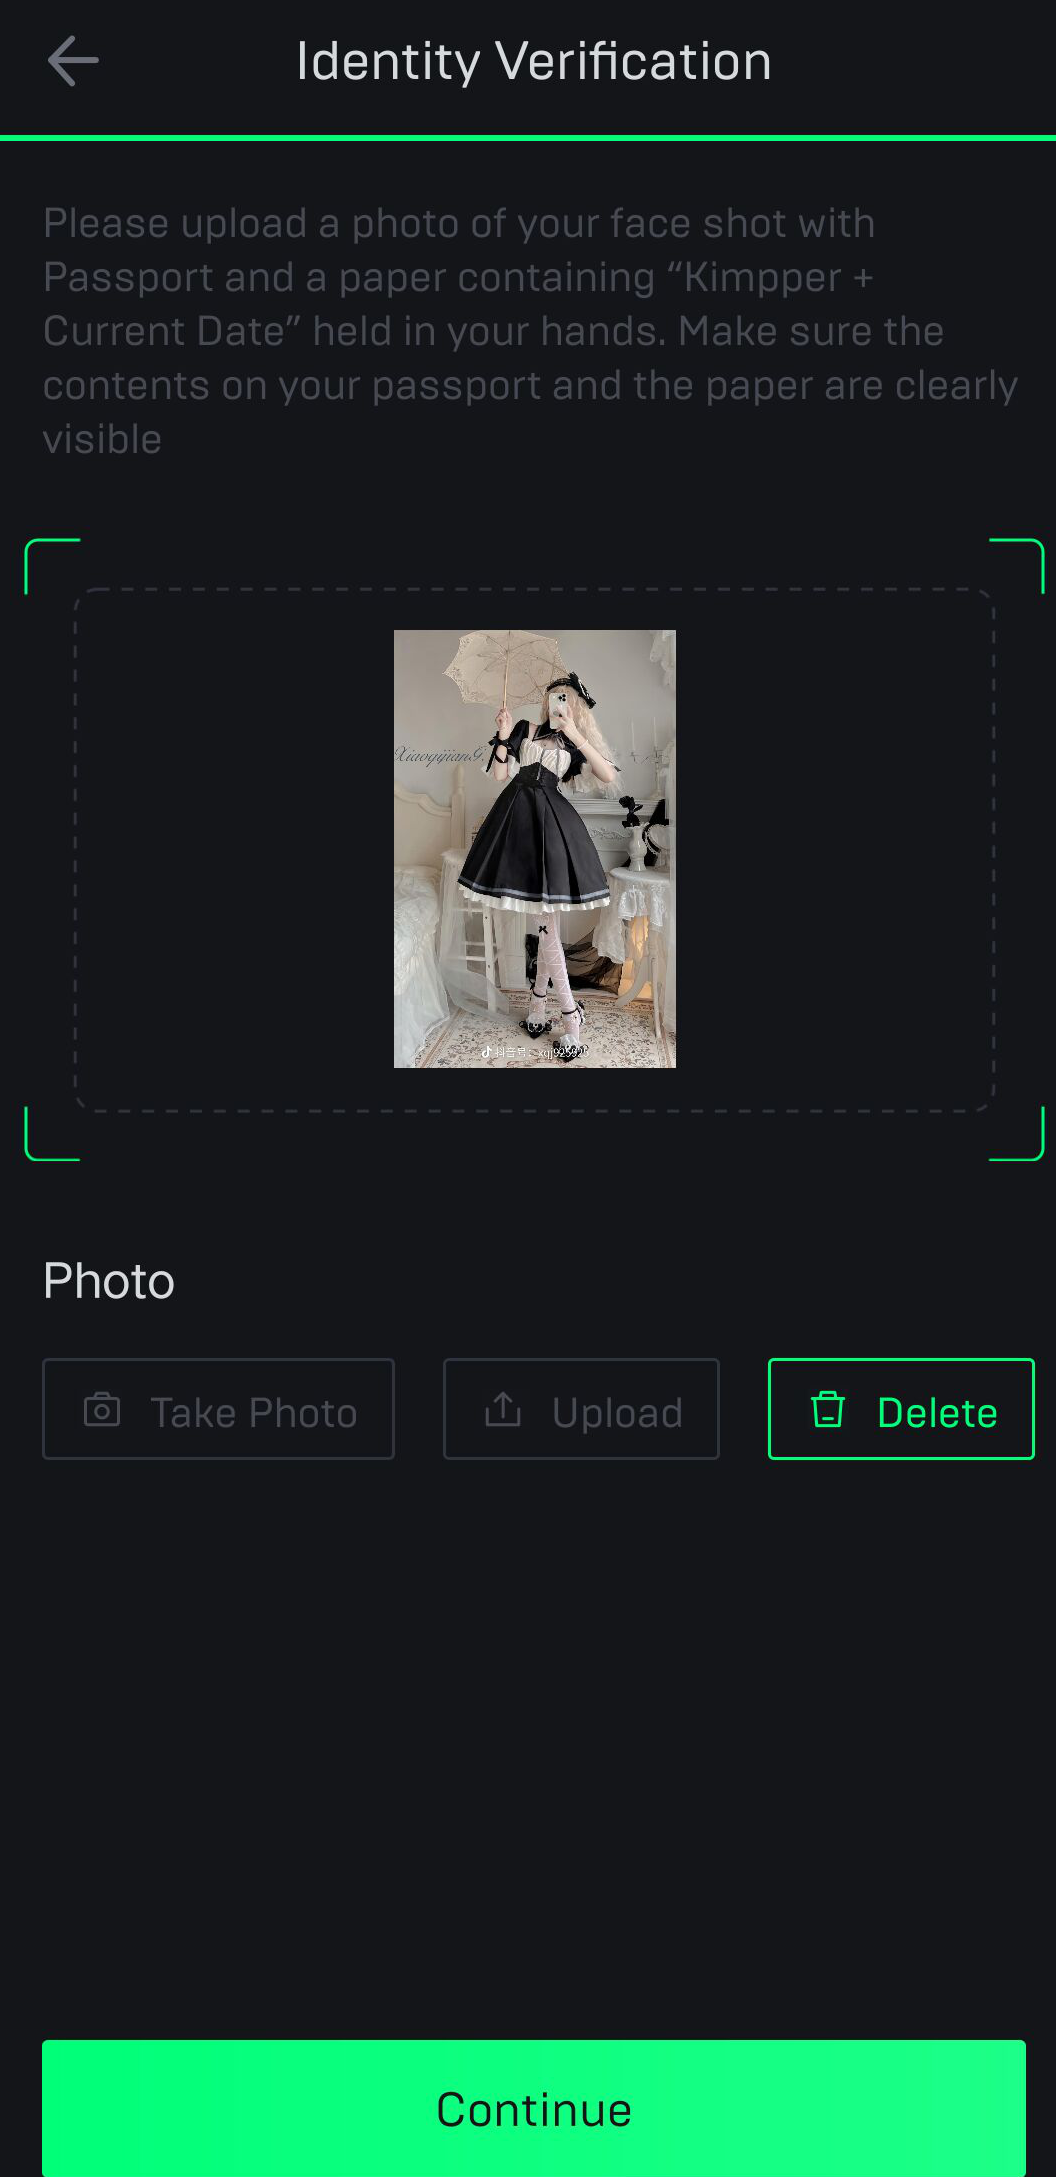 Identity Verification
Please upload a photo of your face shot with
Passport and a paper containing “Kimpper +
Current Date” held in your hands. Make sure the
contents on your passport and the paper are clearly
visible
XiaoqijianG.
抖音号: xqj925925
Photo
Take Photo
Upload
Delete
Continue